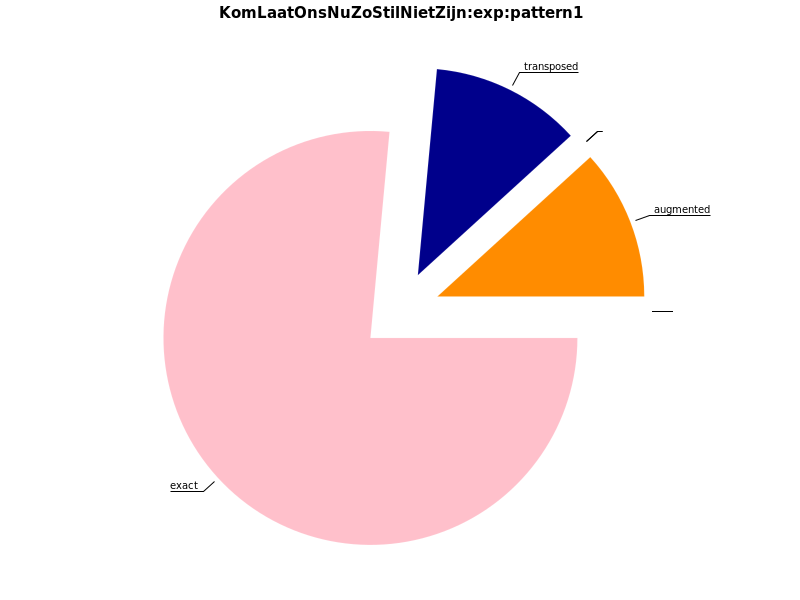 KomLaatOnsNuZoStilNietZijn:exp:pattern1
transposed
augmented
exact